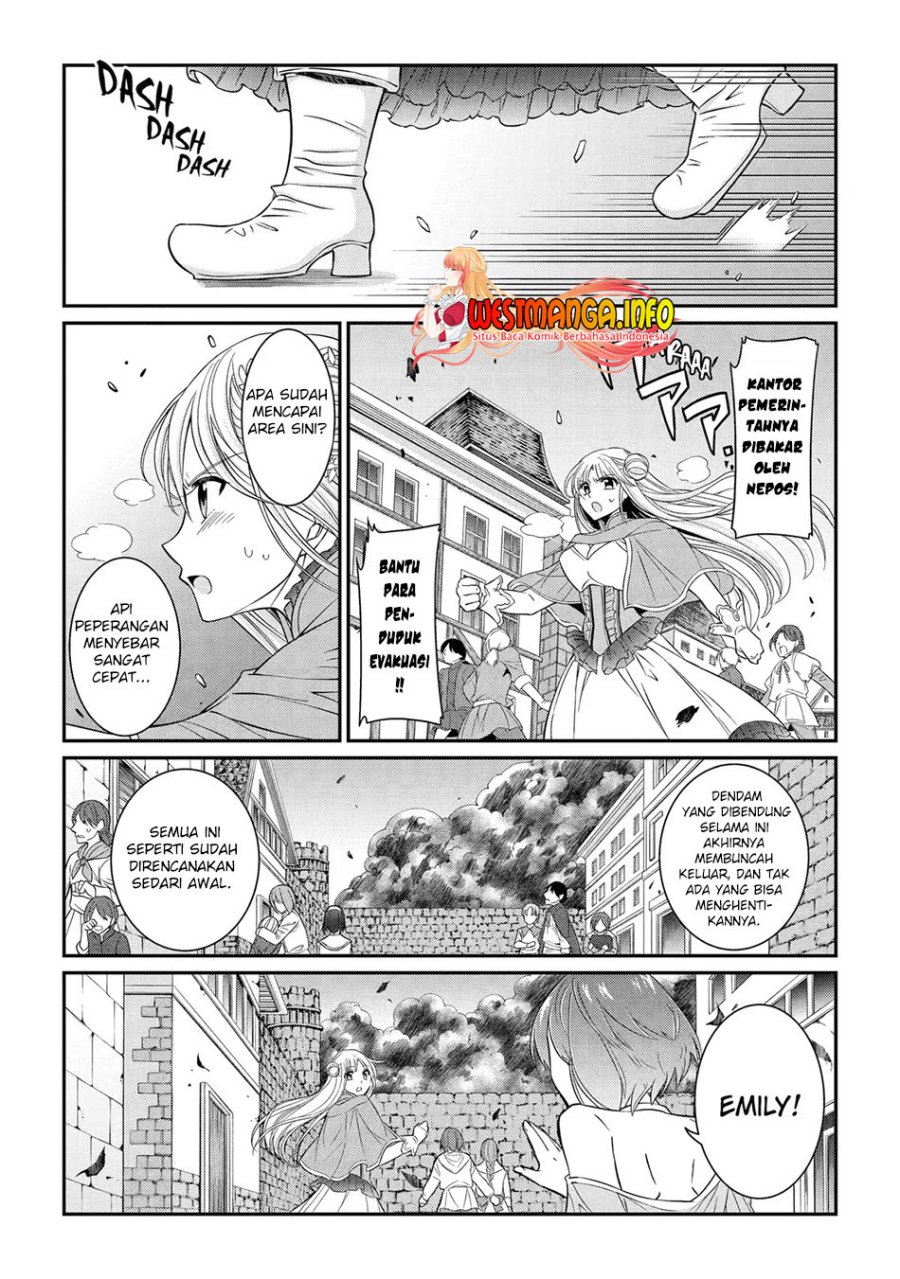 DASH
DASH
DASH
WESTMANGA.INFO
Situs Baca Komik Berbahasa Indonesia
KANTOR
PEMERIN-
TAHNYA
DIBAKAR
OLEH
NEPOS!
BANTU
PARA
PEN-
DUDUK
EVAKUASI
!!
APA SUDAH
MENCAPAI
AREA SINI?
API
PEPERANGAN
MENYEBAR
SANGAT
CEPAT...
DENDAM
YANG DIBENDUNG
SELAMA INI
AKHIRNYA
MEMBUNCAH
KELUAR, DAN TAK
ADA YANG BISA
MENGHENTI-
KANNYA.
SEMUA INI
SEPERTI SUDAH
DIRENCANAKAN
SEDARI AWAL.
EMILY!